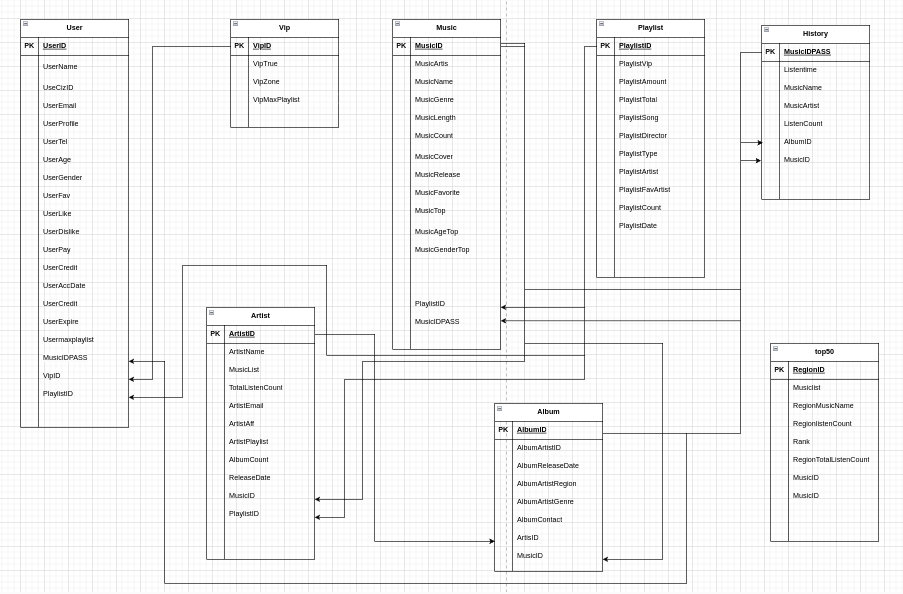 User
PK UserID
UserName
UseCizID
UserEmail
UserProfile
UserTel
UserAge
UserGender
UserFav
UserLike
UserDislike
UserPay
UserCredit
UserAccDate
UserCredit
UserExpire
Usermaxplaylist
MusicIDPASS
VipID
PlaylistID
Vip
PK VipID
VipTrue
VipZone
VipMaxPlaylist
Music
PK MusicID
MusicArtis
MusicName
MusicGenre
MusicLength
MusicCount
MusicCover
MusicRelease
MusicFavorite
MusicTop
MusicAgeTop
MusicGenderTop
PlaylistID
MusicIDPASS
Playlist
PK PlaylistID
PlaylistVip
PlaylistAmount
PlaylistTotal
PlaylistSong
PlaylistDirector
PlaylistType
PlaylistArtist
PlaylistFavArtist
PlaylistCount
PlaylistDate
History
PK MusicIDPASS
Listentime
MusicName
MusicArtist
ListenCount
AlbumID
MusicID
Artist
PK ArtistID
ArtistName
MusicList
TotalListenCount
ArtistEmail
ArtistAff
ArtistPlaylist
AlbumCount
ReleaseDate
MusicID
PlaylistID
Album
PK AlbumID
AlbumArtistID
AlbumReleaseDate
AlbumArtistRegion
AlbumArtistGenre
AlbumContact
ArtisID
MusicID
top50
PK RegionID
Musiclist
RegionMusicName
RegionlistenCount
Rank
RegionTotalListenCount
MusicID
MusicID